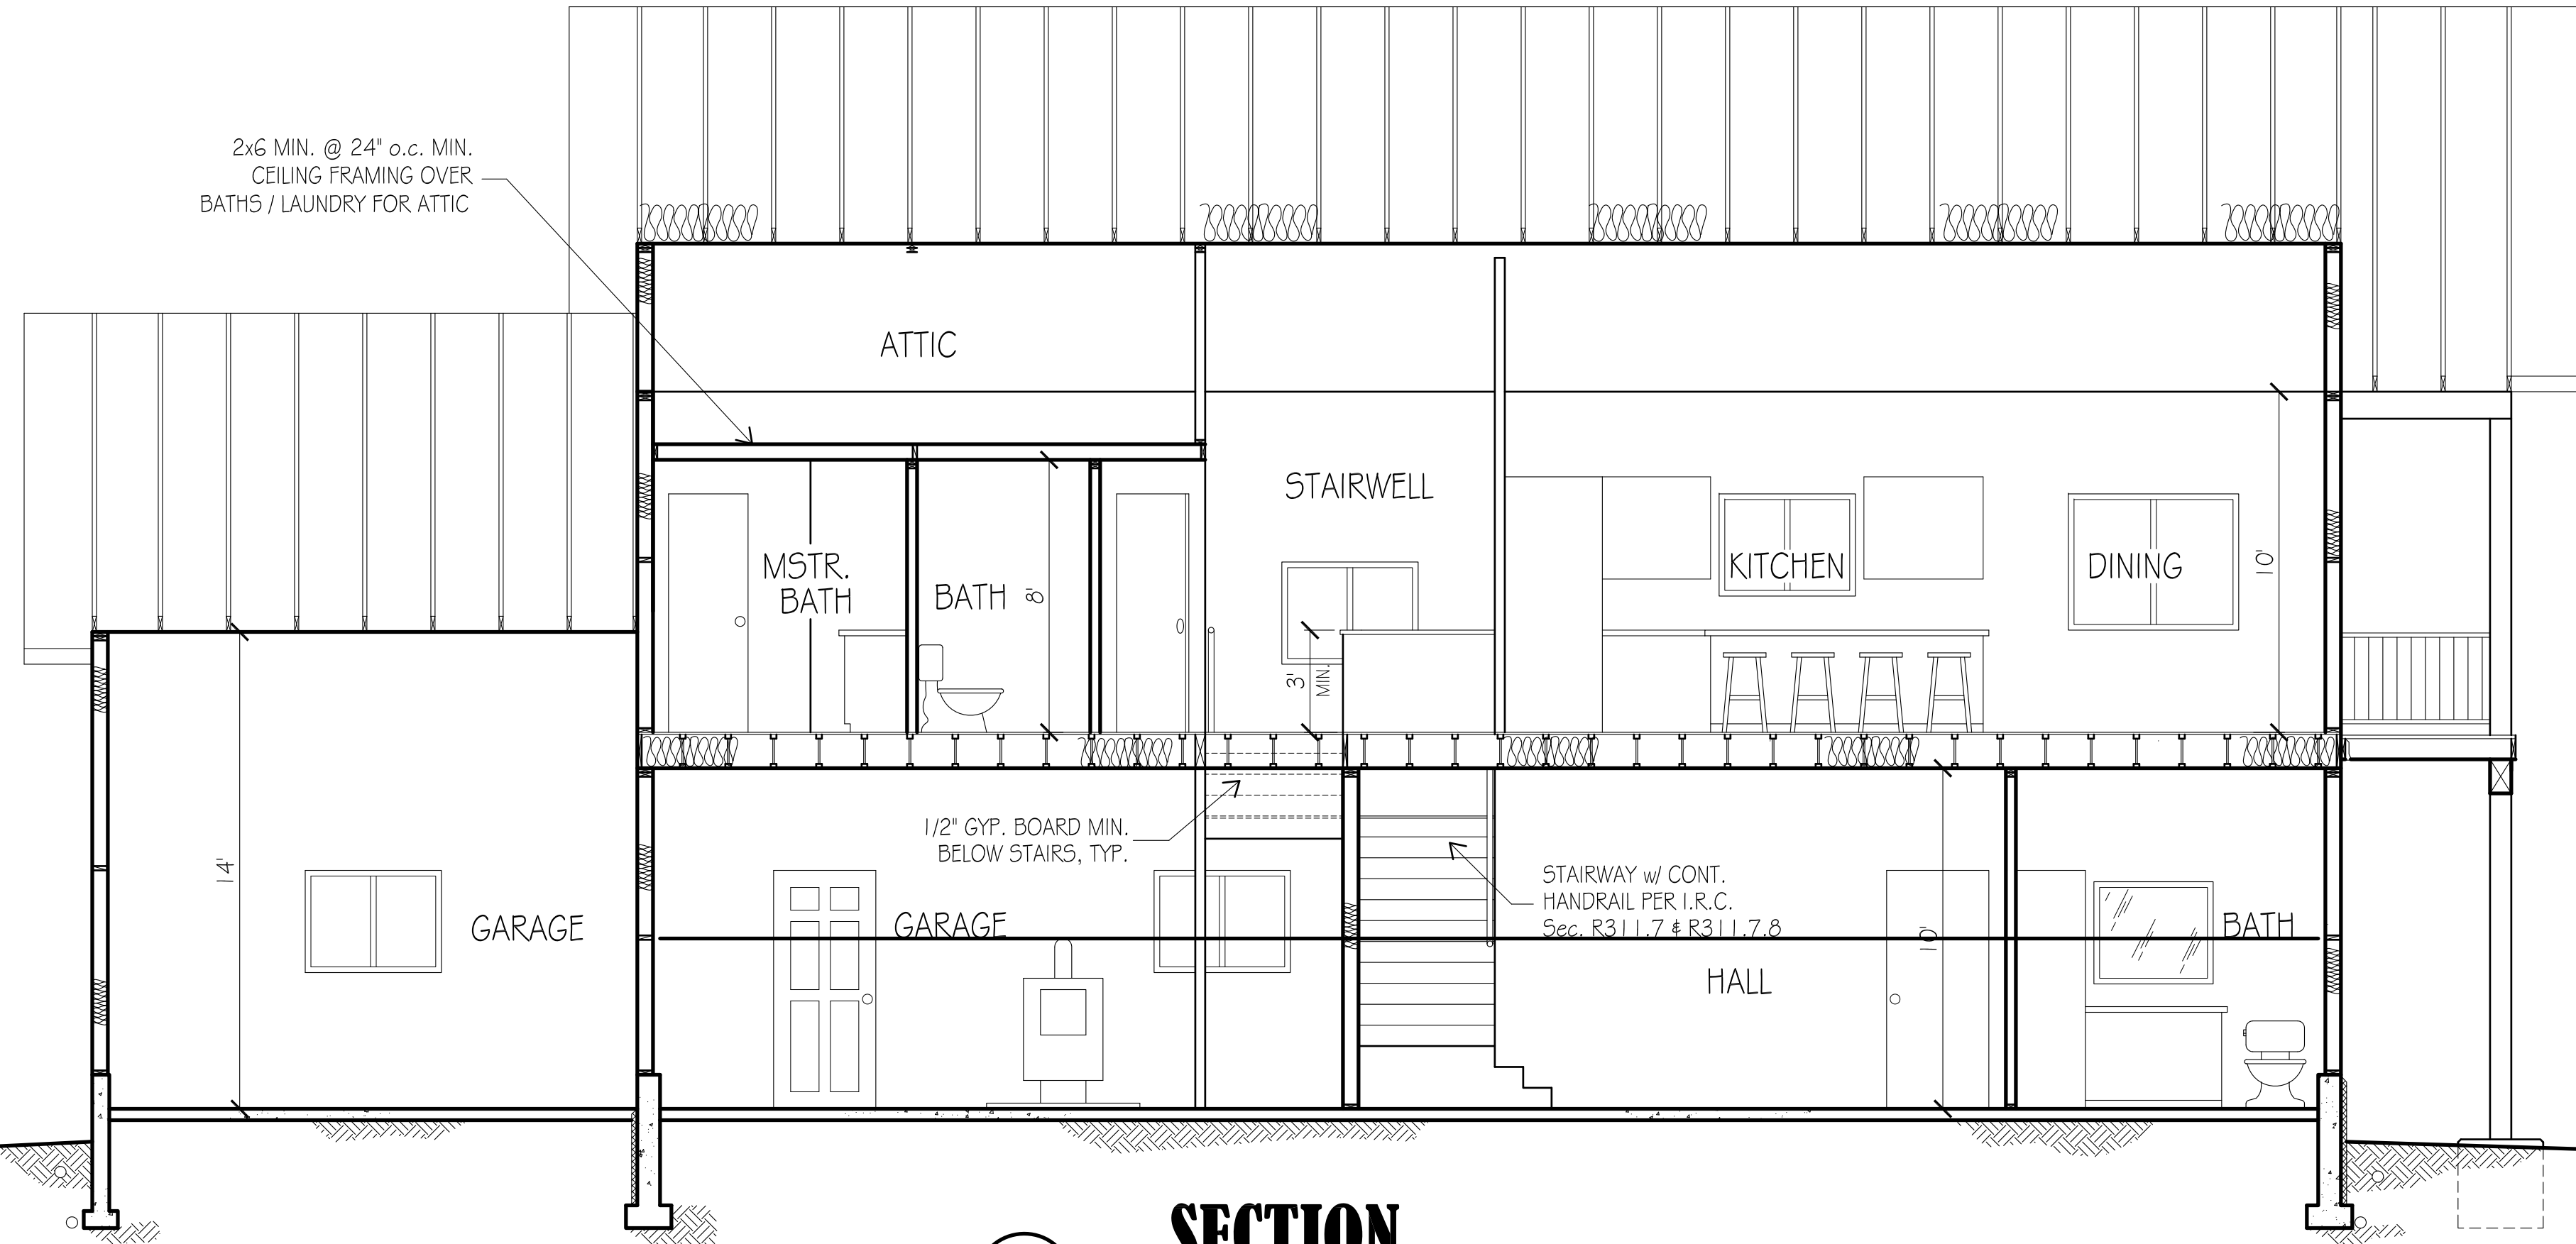 2x6 MIN. @ 24" o.c. MIN.
CEILING FRAMING OVER
BATHS / LAUNDRY FOR ATTIC
ATTIC
STAIRWELL
MSTR.
BATH
BATH
8'
KITCHEN
DINING
10'
3'
MIN.
1/2" GYP. BOARD MIN.
BELOW STAIRS, TYP.
14'
GARAGE
GARAGE
STAIRWAY w/ CONT.
HANDRAIL PER I.R.C.
Sec. R311.7 & R311.7.8
10'
BATH
HALL
SECTION